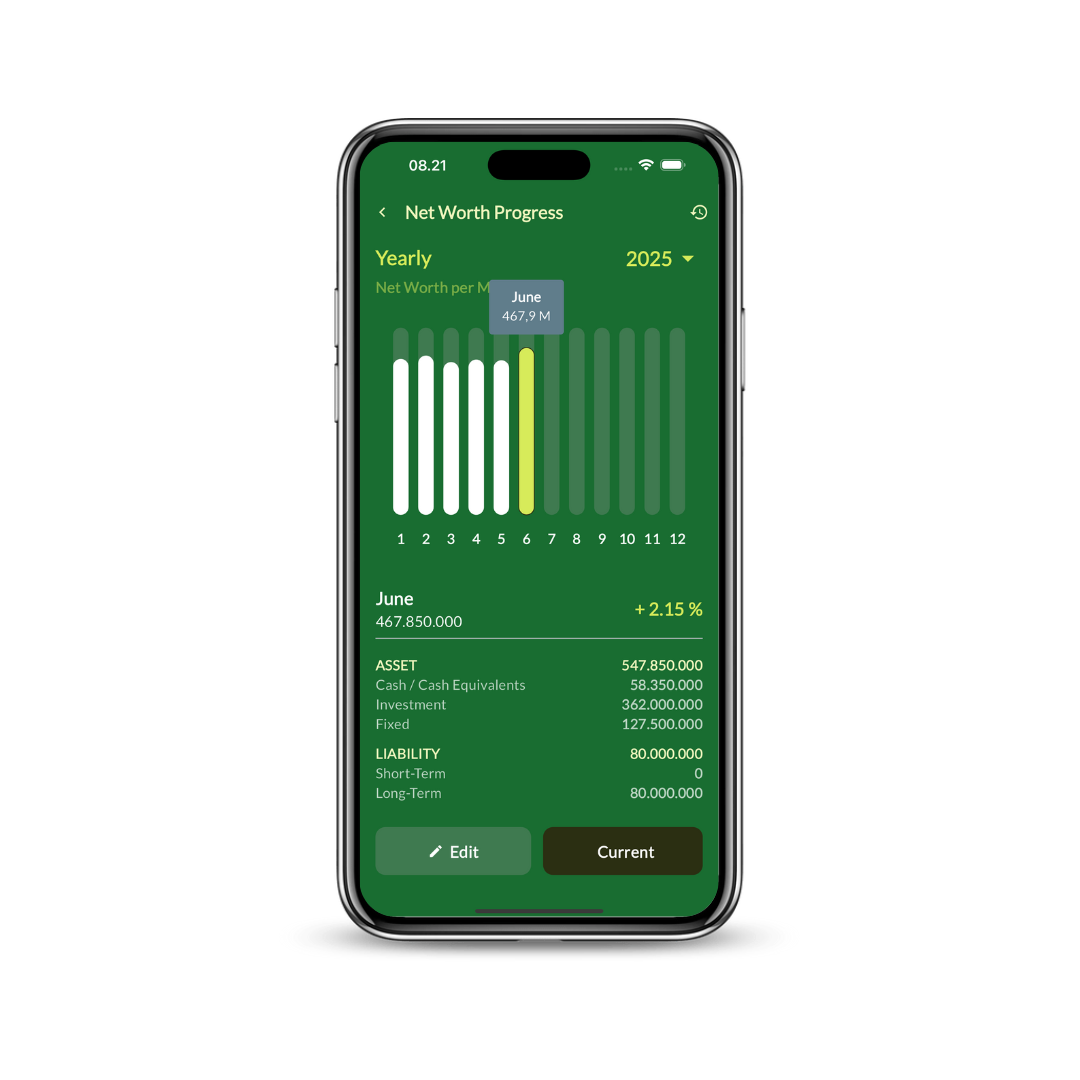 08.21
Net Worth Progress
Yearly
2025
Net Worth per M
June
467,9 M
1 2 3 4 5 6 7 8 9 10 11 12
June
467.850.000
+ 2.15 %
ASSET 547.850.000
Cash / Cash Equivalents 58.350.000
Investment 362.000.000
Fixed 127.500.000
LIABILITY 80.000.000
Short-Term 0
Long-Term 80.000.000
Edit
Current